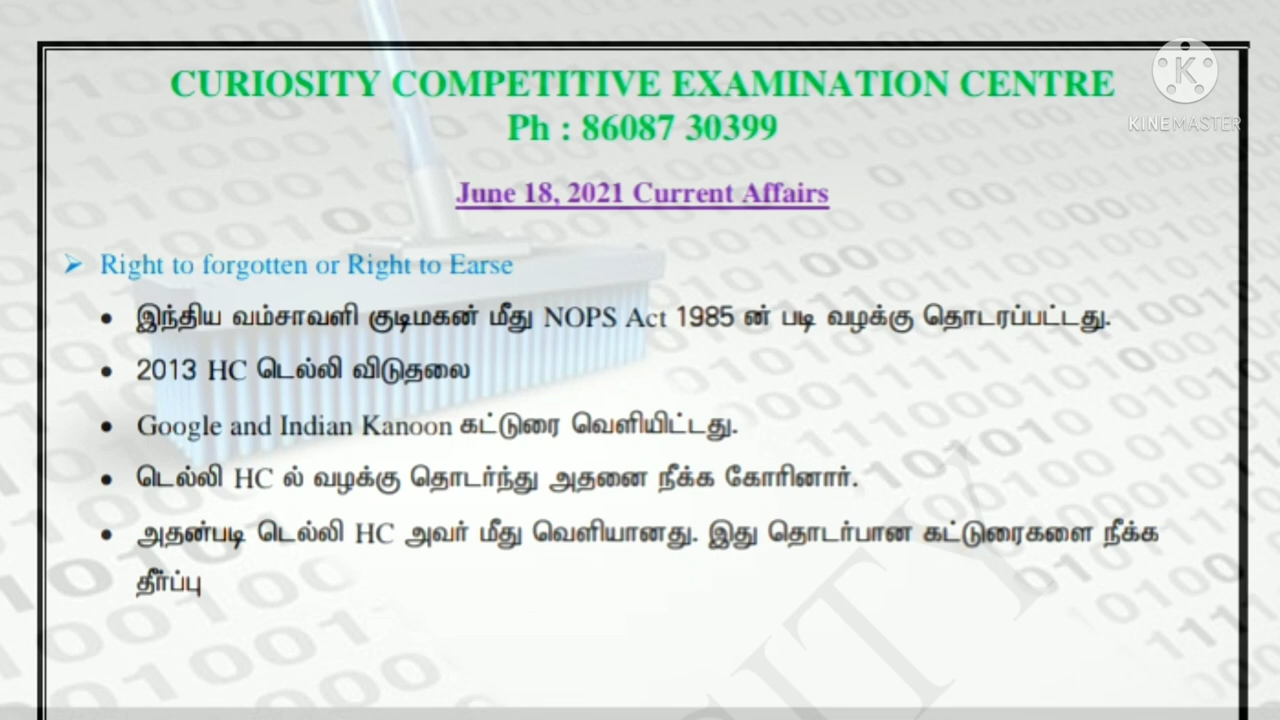 CURIOSITY COMPETITIVE EXAMINATION CENTRE
Ph : 86087 30399
KINEMASTER
June 18, 2021 Current Affairs
➢ Right to forgotten or Right to Earse
• இந்திய வம்சாவளி குடிமகன் மீது NOPS Act 1985 ன் படி வழக்கு தொடரப்பட்டது.
• 2013 HC டெல்லி விடுதலை
• Google and Indian Kanoon கட்டுரை வெளியிட்டது.
• டெல்லி HC ல் வழக்கு தொடர்ந்து அதனை நீக்க கோரினார்.
• அதன்படி டெல்லி HC அவர் மீது வெளியானது. இது தொடர்பான கட்டுரைகளை நீக்க
தீர்ப்பு